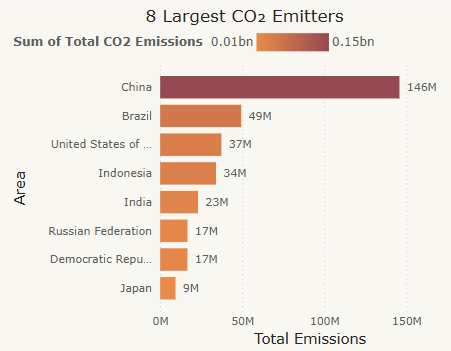 8 Largest CO₂ Emitters
Sum of Total CO2 Emissions 0.01bn 0.15bn
China 146M
Brazil 49M
United States of ... 37M
Indonesia 34M
India 23M
Russian Federation 17M
Democratic Repu... 17M
Japan 9M
Area
0M 50M 100M 150M
Total Emissions